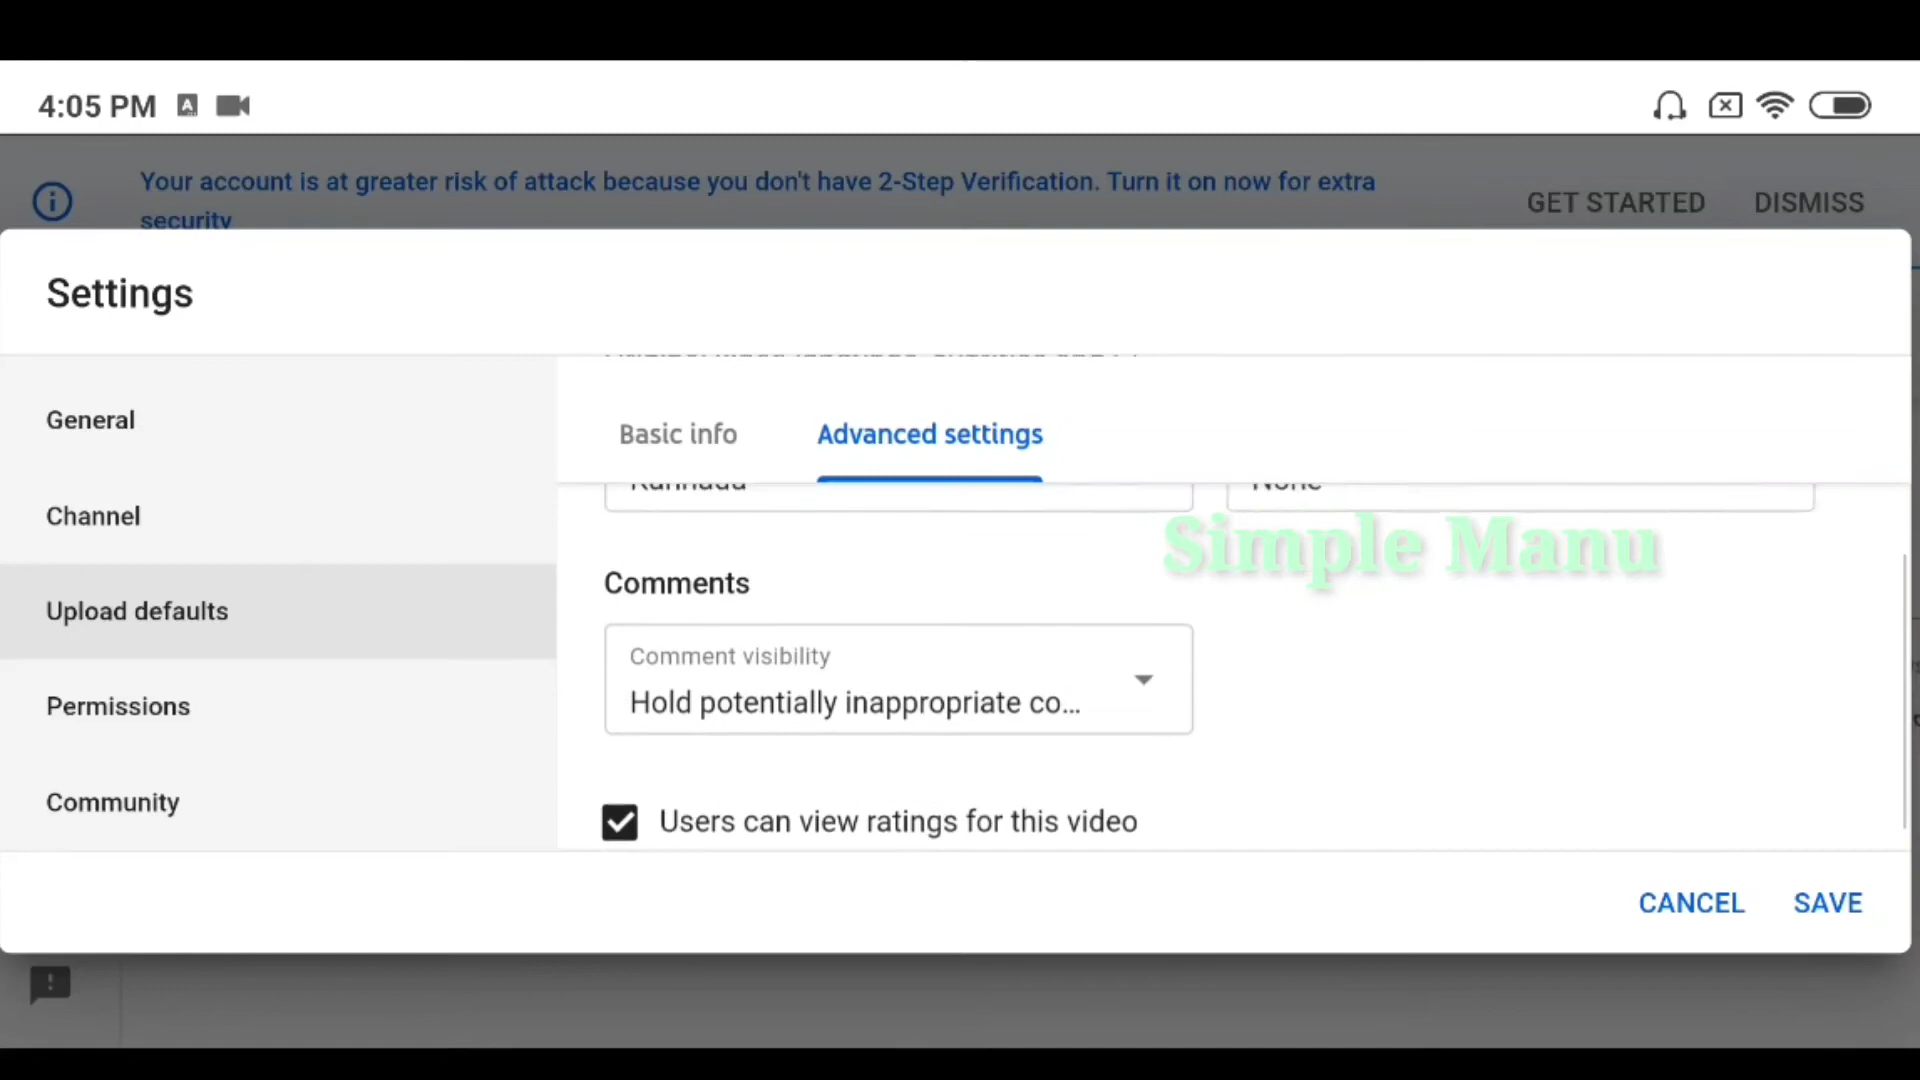 4:05 PM
Your account is at greater risk of attack because you don't have 2-Step Verification. Turn it on now for extra
security
GET STARTED
DISMISS
Settings
General
Channel
Upload defaults
Permissions
Community
Basic info
Advanced settings
Kannada
None
Simple Manu
Comments
Comment visibility
Hold potentially inappropriate co...
Users can view ratings for this video
CANCEL
SAVE